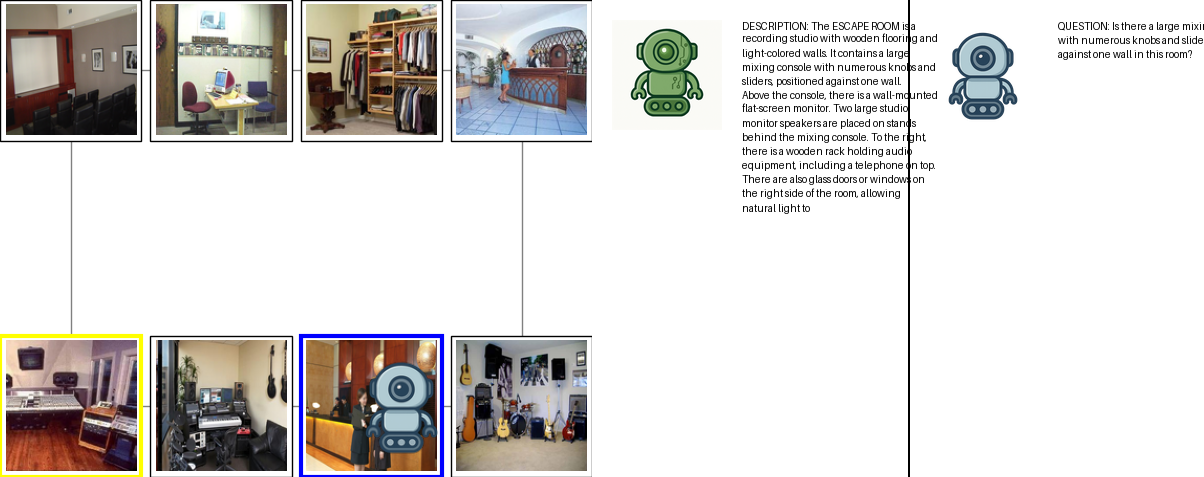 DESCRIPTION: The ESCAPE ROOM is a
recording studio with wooden flooring and
light-colored walls. It contains a large
mixing console with numerous knobs and
sliders, positioned against one wall.
Above the console, there is a wall-mounted
flat-screen monitor. Two large studio
monitor speakers are placed on stands
behind the mixing console. To the right,
there is a wooden rack holding audio
equipment, including a telephone on top.
There are also glass doors or windows on
the right side of the room, allowing
natural light to
QUESTION: Is there a large mixi
with numerous knobs and slide
against one wall in this room?